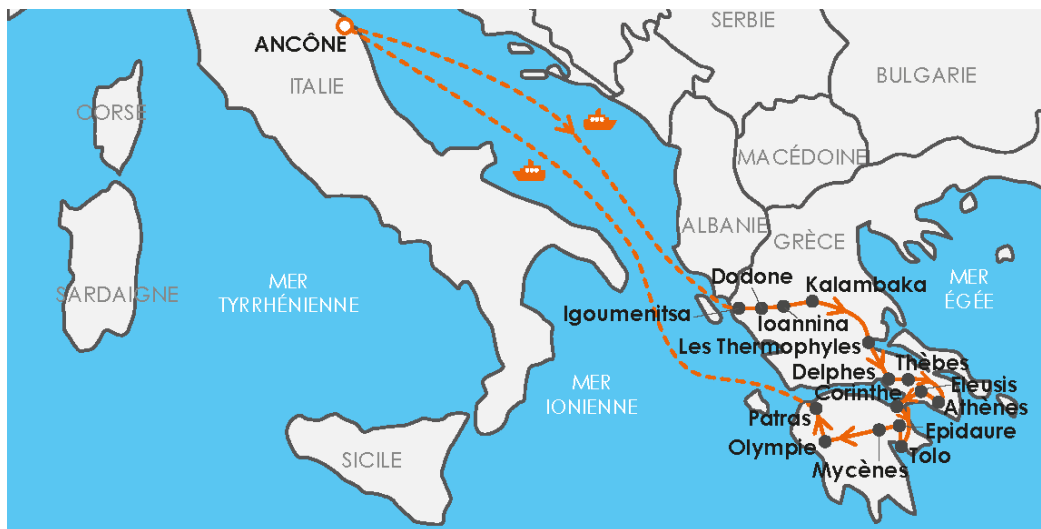 SERBIE
ANCÔNE
ITALIE
BULGARIE
CORSE
MACÉDOINE
ALBANIE
GRÈCE
MER
TYRRHÉNIENNE
SARDAIGNE
Dodone
Kalambaka
MER
ÉGÉE
Igoumenitsa
Ioannina
Les Thermophyles
Delphes
Thèbes
Corinthe
Eleusis
Athènes
MER
IONIENNE
Patras
Epidaure
Olympie
Tolo
Mycènes
SICILE